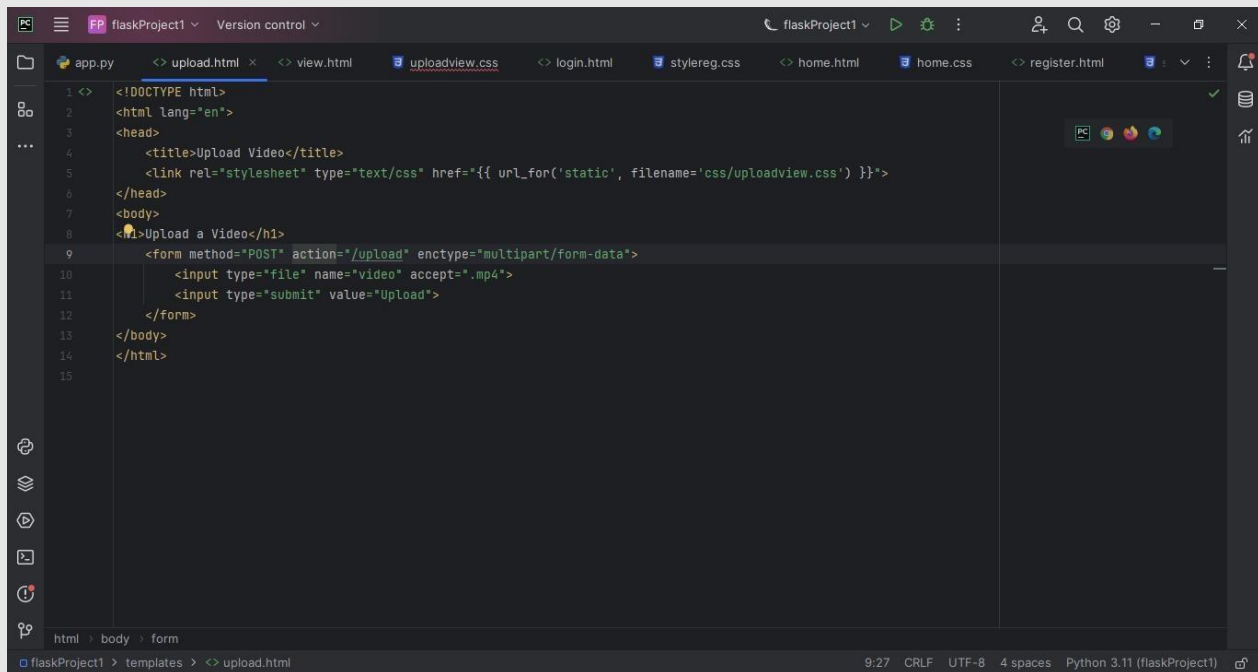 PC FP flaskProject1 Version control flaskProject1
app.py <> upload.html × <> view.html uploadview.css <> login.html stylereg.css <> home.html home.css <> register.html
1 <> <!DOCTYPE html>
2 <html lang="en">
3 <head>
4 <title>Upload Video</title>
5 <link rel="stylesheet" type="text/css" href="{{ url_for('static', filename='css/uploadview.css') }}">
6 </head>
7 <body>
8 <h1>Upload a Video</h1>
9 <form method="POST" action="/upload" enctype="multipart/form-data">
10 <input type="file" name="video" accept=".mp4">
11 <input type="submit" value="Upload">
12 </form>
13 </body>
14 </html>
15
html > body > form
flaskProject1 > templates > <> upload.html 9:27 CRLF UTF-8 4 spaces Python 3.11 (flaskProject1)